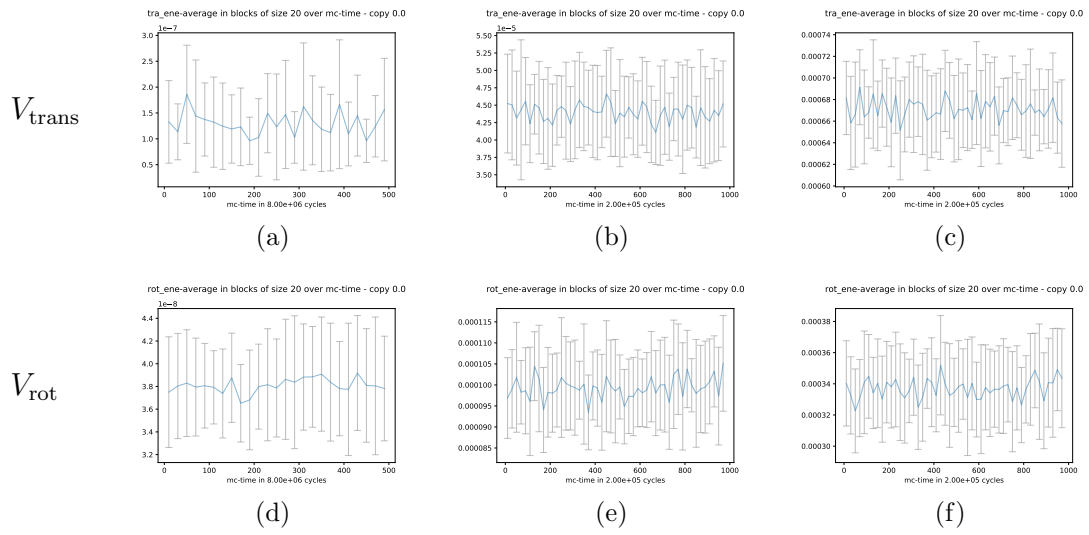 tra_ene-average in blocks of size 20 over mc-time - copy 0.0
tra_ene-average in blocks of size 20 over mc-time - copy 0.0
tra_ene-average in blocks of size 20 over mc-time - copy 0.0
1e−7
1e−5
3.0
2.5
2.0
1.5
1.0
0.5
5.50
5.25
5.00
4.75
4.50
4.25
4.00
3.75
3.50
0.00074
0.00072
0.00070
0.00068
0.00066
0.00064
0.00062
0.00060
V_trans
0 100 200 300 400 500
0 200 400 600 800 1000
0 200 400 600 800 1000
mc-time in 8.00e+06 cycles
mc-time in 2.00e+05 cycles
mc-time in 2.00e+05 cycles
(a)
(b)
(c)
rot_ene-average in blocks of size 20 over mc-time - copy 0.0
rot_ene-average in blocks of size 20 over mc-time - copy 0.0
rot_ene-average in blocks of size 20 over mc-time - copy 0.0
1e−8
4.4
4.2
4.0
3.8
3.6
3.4
3.2
0.000115
0.000110
0.000105
0.000100
0.000095
0.000090
0.000085
0.00038
0.00036
0.00034
0.00032
0.00030
V_rot
0 100 200 300 400 500
0 200 400 600 800 1000
0 200 400 600 800 1000
mc-time in 8.00e+06 cycles
mc-time in 2.00e+05 cycles
mc-time in 2.00e+05 cycles
(d)
(e)
(f)